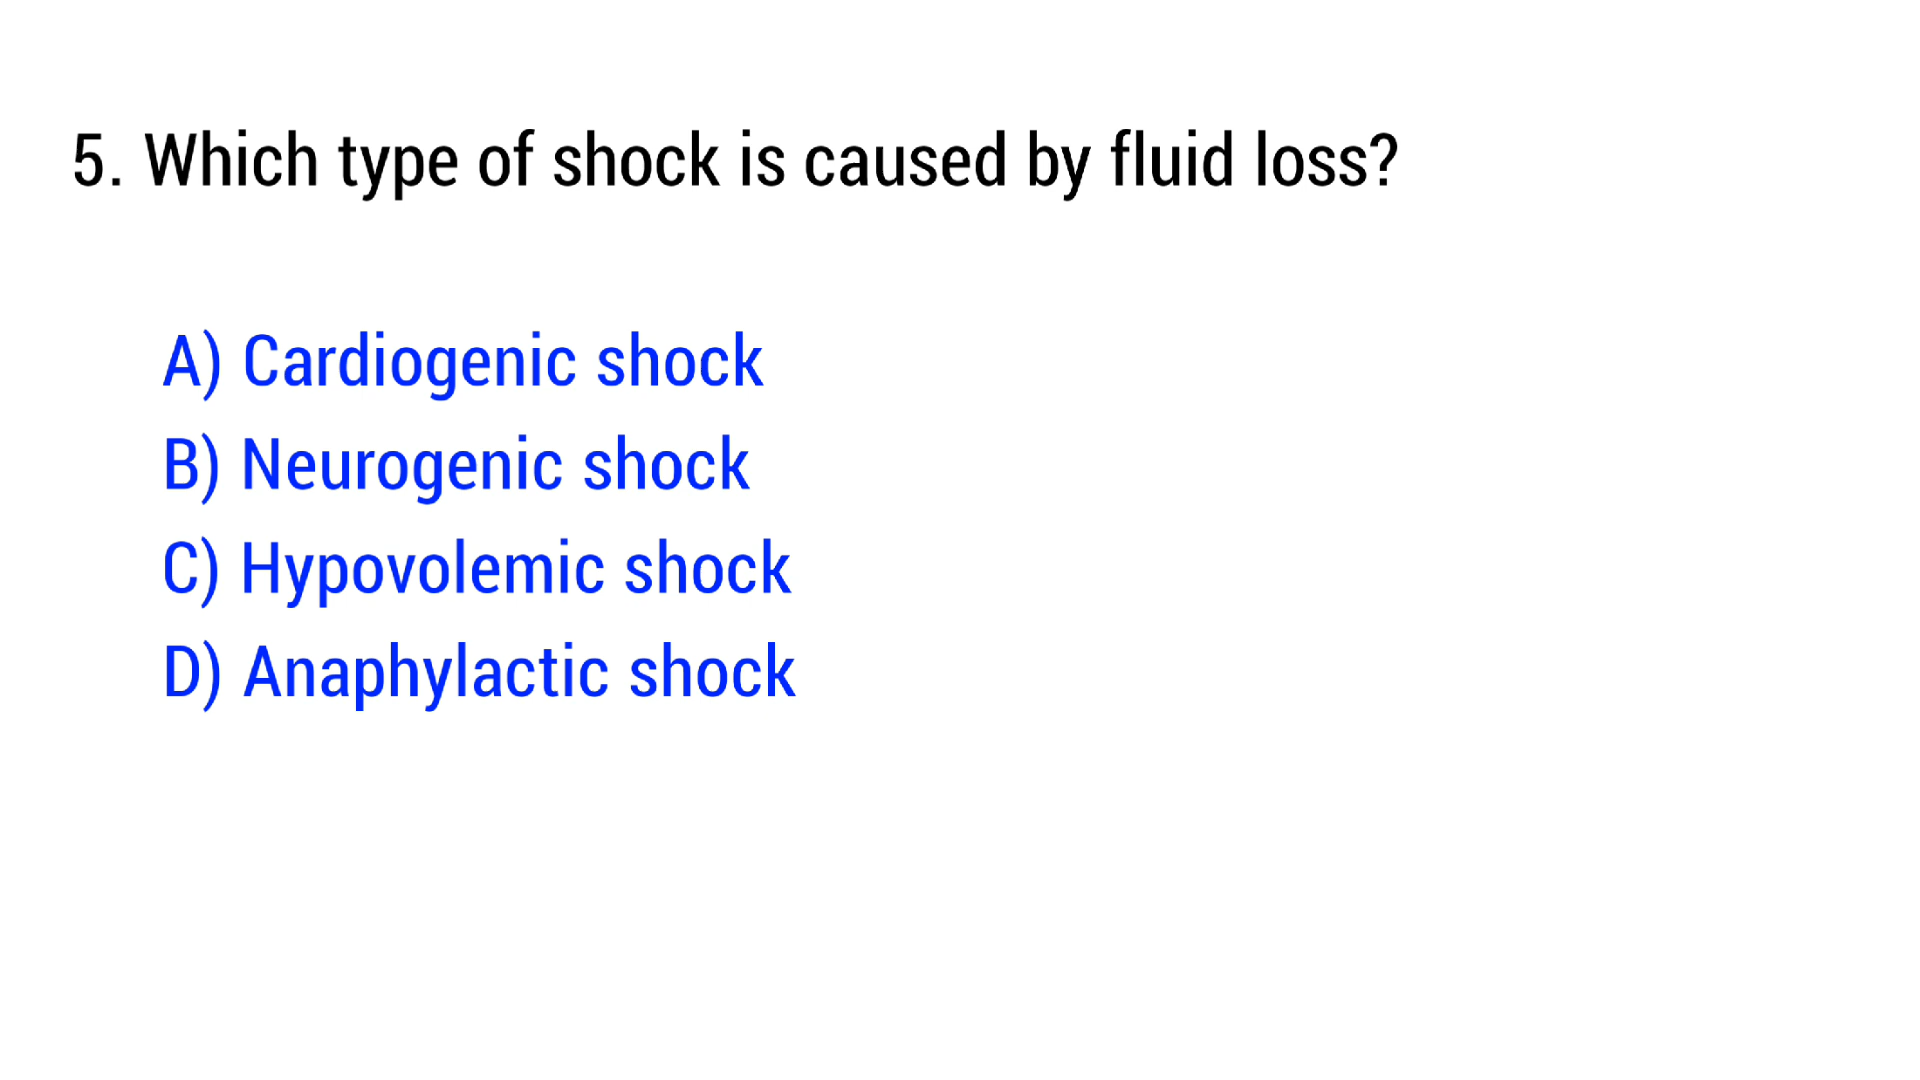 5. Which type of shock is caused by fluid loss?
A) Cardiogenic shock
B) Neurogenic shock
C) Hypovolemic shock
D) Anaphylactic shock